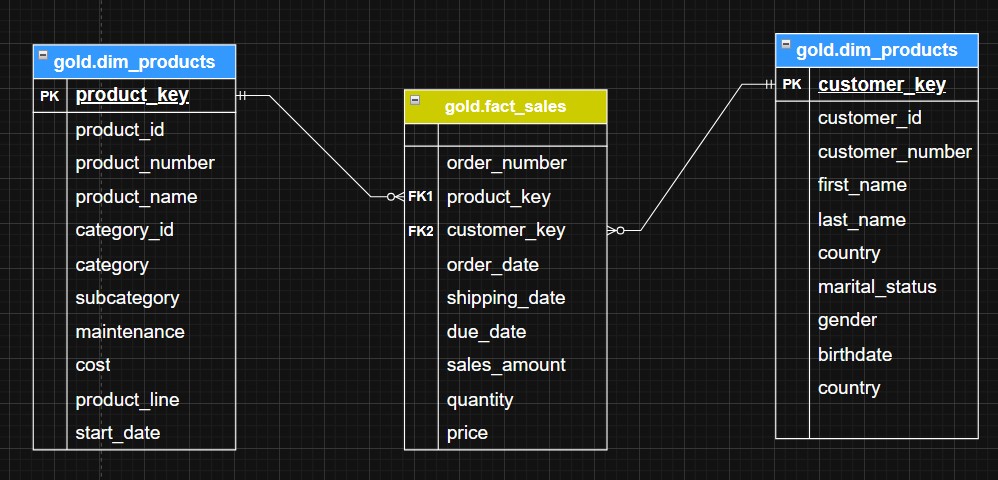 gold.dim_products
PK product_key
product_id
product_number
product_name
category_id
category
subcategory
maintenance
cost
product_line
start_date
gold.fact_sales
order_number
FK1 product_key
FK2 customer_key
order_date
shipping_date
due_date
sales_amount
quantity
price
gold.dim_products
PK customer_key
customer_id
customer_number
first_name
last_name
country
marital_status
gender
birthdate
country